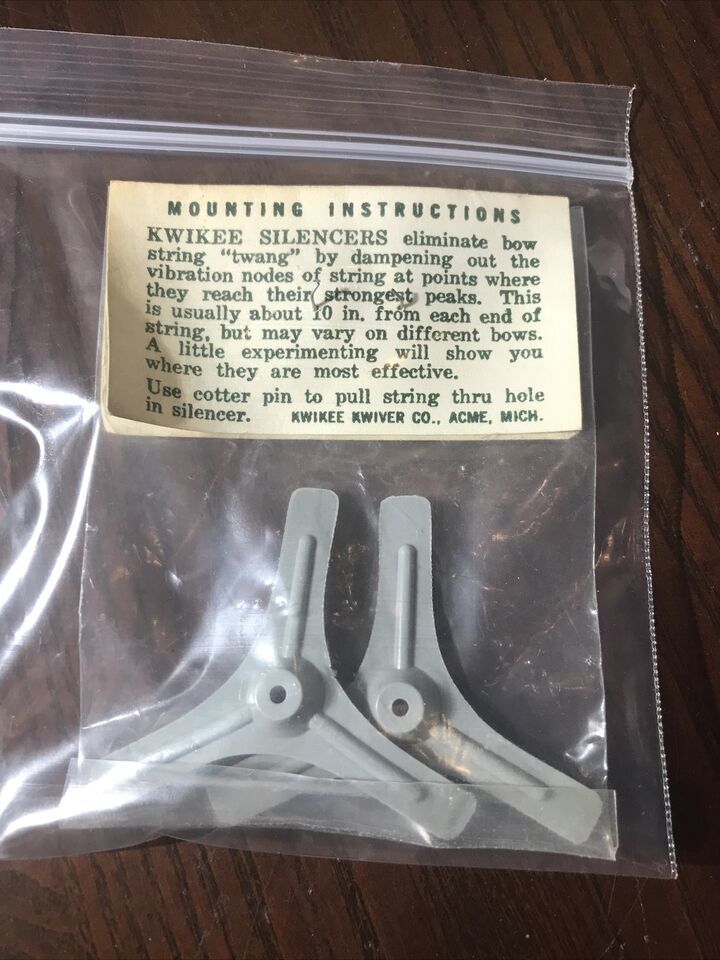 MOUNTING INSTRUCTIONS
KWIKEE SILENCERS eliminate bow
string “twang” by dampening out the
vibration nodes of string at points where
they reach their strongest peaks. This
is usually about 10 in. from each end of
string, but may vary on different bows.
A little experimenting will show you
where they are most effective.
Use cotter pin to pull string thru hole
in silencer. KWIKEE KWIVER CO., ACME, MICH.